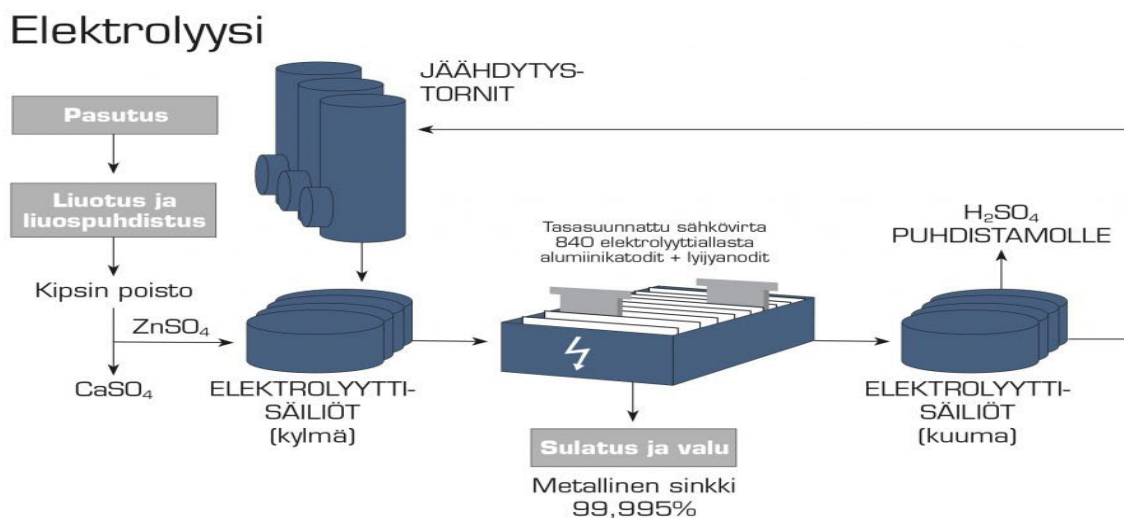 Elektrolyysi
Pasutus
Liuotus ja
liuospuhdistus
Kipsin poisto
ZnSO₄
CaSO₄
JÄÄHDYTYS-
TORNIT
ELEKTROLYYTTI-
SÄILIÖT
(kylmä)
Tasasuunnattu sähkövirta
840 elektrolyyttiallasta
alumiinikatodit + lyijyanodit
Sulatus ja valu
Metallinen sinkki
99,995%
H₂SO₄
PUHDISTAMOLLE
ELEKTROLYYTTI-
SÄILIÖT
(kuuma)